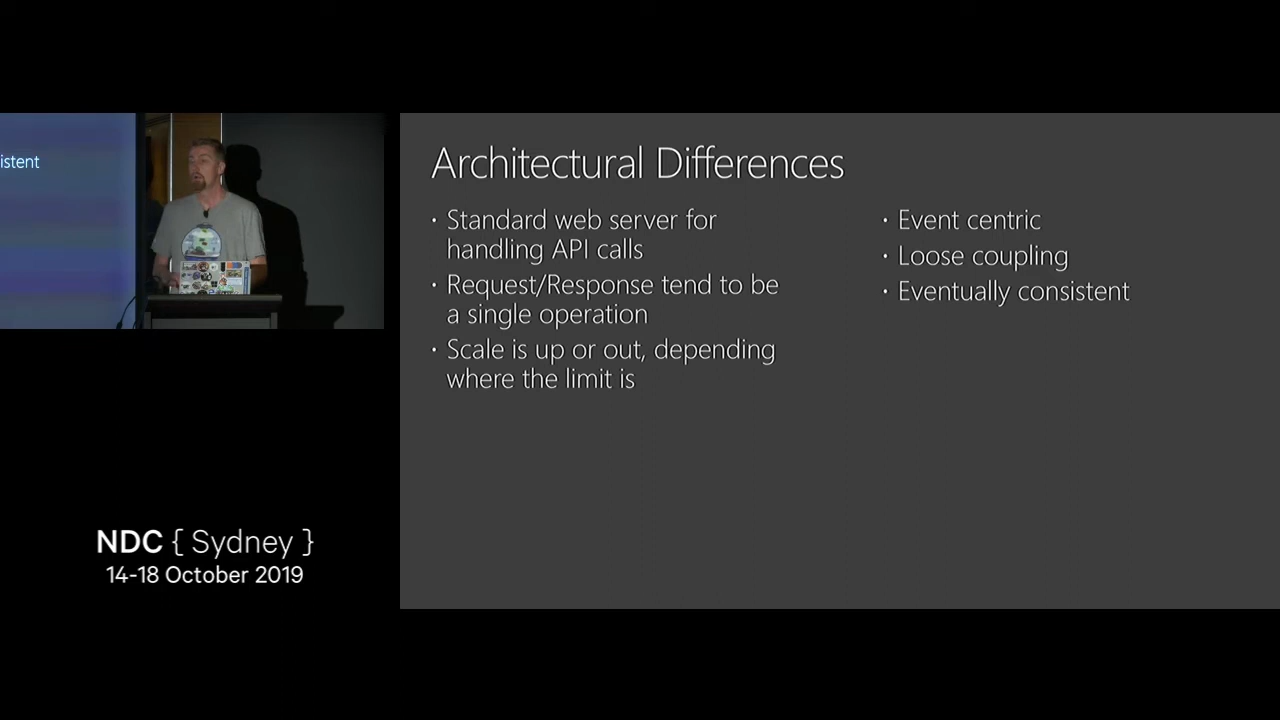 istent
Architectural Differences
· Standard web server for
handling API calls
· Request/Response tend to be
a single operation
· Scale is up or out, depending
where the limit is
· Event centric
· Loose coupling
· Eventually consistent
NDC { Sydney }
14-18 October 2019